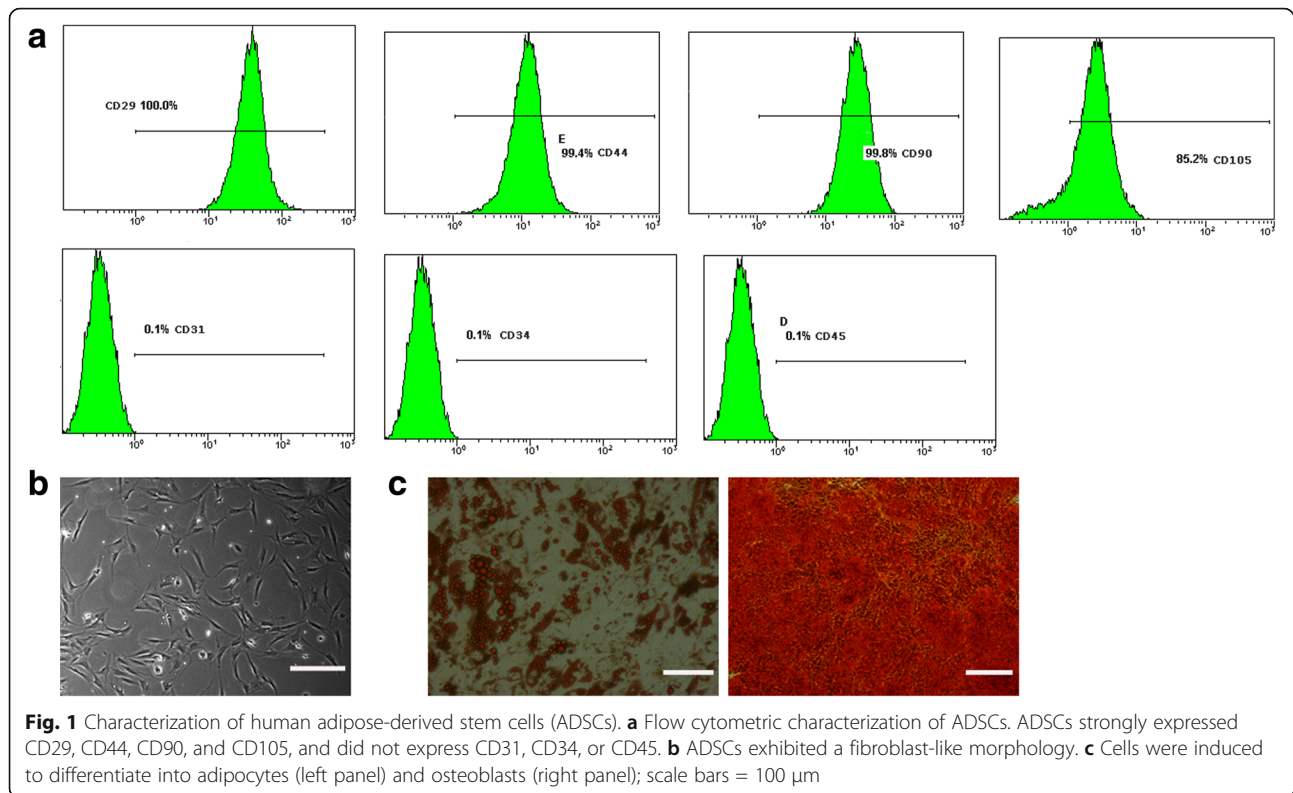 a
CD29 100.0%
10⁰ 10¹ 10² 10³
E
99.4% CD44
10⁰ 10¹ 10² 10³
99.8% CD90
10⁰ 10¹ 10² 10³
85.2% CD105
10⁰ 10¹ 10² 10³
0.1% CD31
10⁰ 10¹ 10² 10³
0.1% CD34
10⁰ 10¹ 10² 10³
D
0.1% CD45
10⁰ 10¹ 10² 10³
b
c
Fig. 1 Characterization of human adipose-derived stem cells (ADSCs). a Flow cytometric characterization of ADSCs. ADSCs strongly expressed
CD29, CD44, CD90, and CD105, and did not express CD31, CD34, or CD45. b ADSCs exhibited a fibroblast-like morphology. c Cells were induced
to differentiate into adipocytes (left panel) and osteoblasts (right panel); scale bars = 100 μm